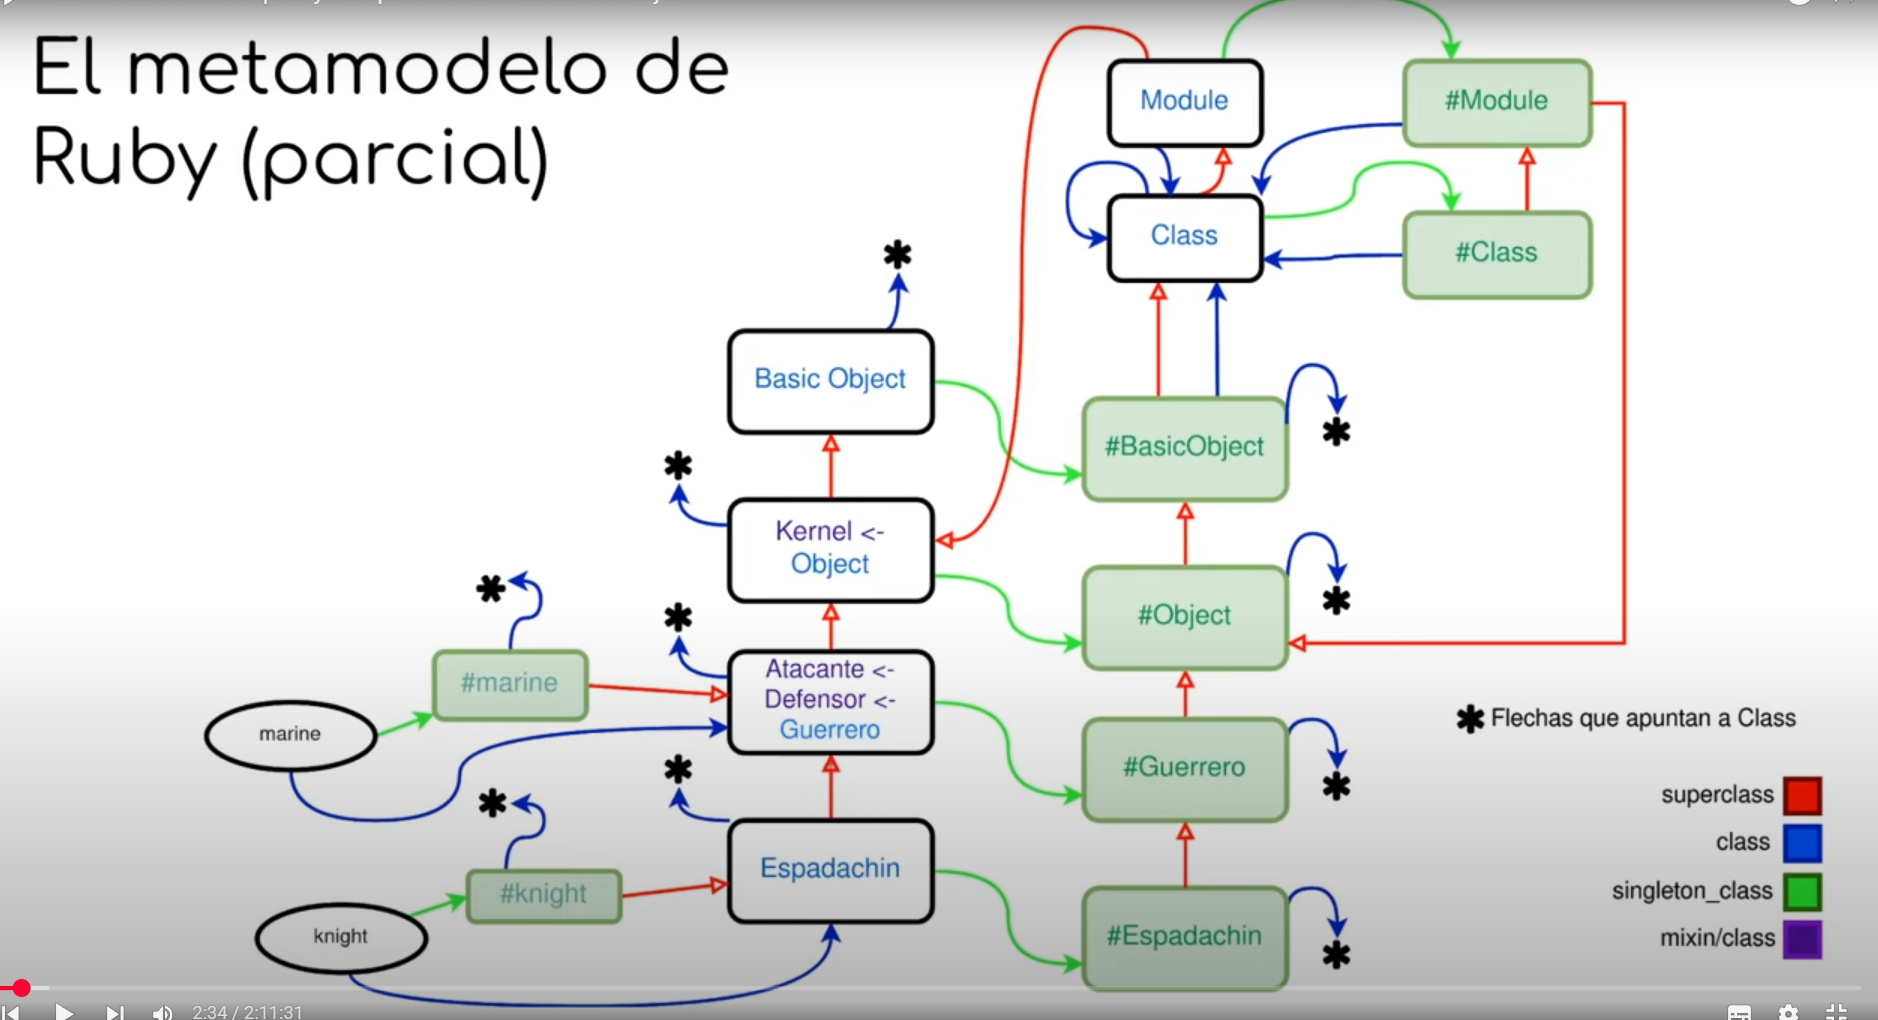 El metamodelo de
Ruby (parcial)
Module
#Module
Class
#Class
Basic Object
#BasicObject
Kernel <-
Object
#Object
#marine
marine
Atacante <-
Defensor <-
Guerrero
#Guerrero
#knight
knight
Espadachin
#Espadachin
✱ Flechas que apuntan a Class
superclass
class
singleton_class
mixin/class
2:34 / 2:11:31